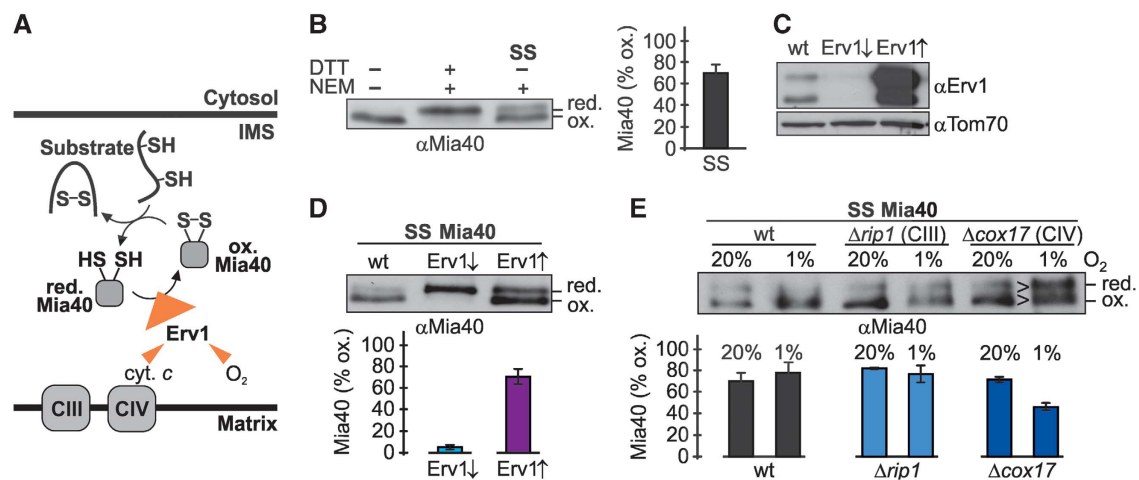 A
Cytosol
IMS
Substrate
SH
SH
S–S
S–S
HS SH
ox.
Mia40
red.
Mia40
Erv1
cyt. c
O2
CIII
CIV
Matrix
B
SS
DTT – + –
NEM – + +
red.
ox.
αMia40
Mia40 (% ox.)
100
80
60
40
20
0
SS
C
wt Erv1↓ Erv1↑
αErv1
αTom70
D
SS Mia40
wt Erv1↓ Erv1↑
red.
ox.
αMia40
Mia40 (% ox.)
100
80
60
40
20
0
Erv1↓ Erv1↑
E
SS Mia40
wt Δrip1 (CIII) Δcox17 (CIV)
20% 1% 20% 1% 20% 1% O2
> red.
> ox.
αMia40
Mia40 (% ox.)
100
80
60
40
20
0
20% 1% 20% 1% 20% 1%
wt Δrip1 Δcox17